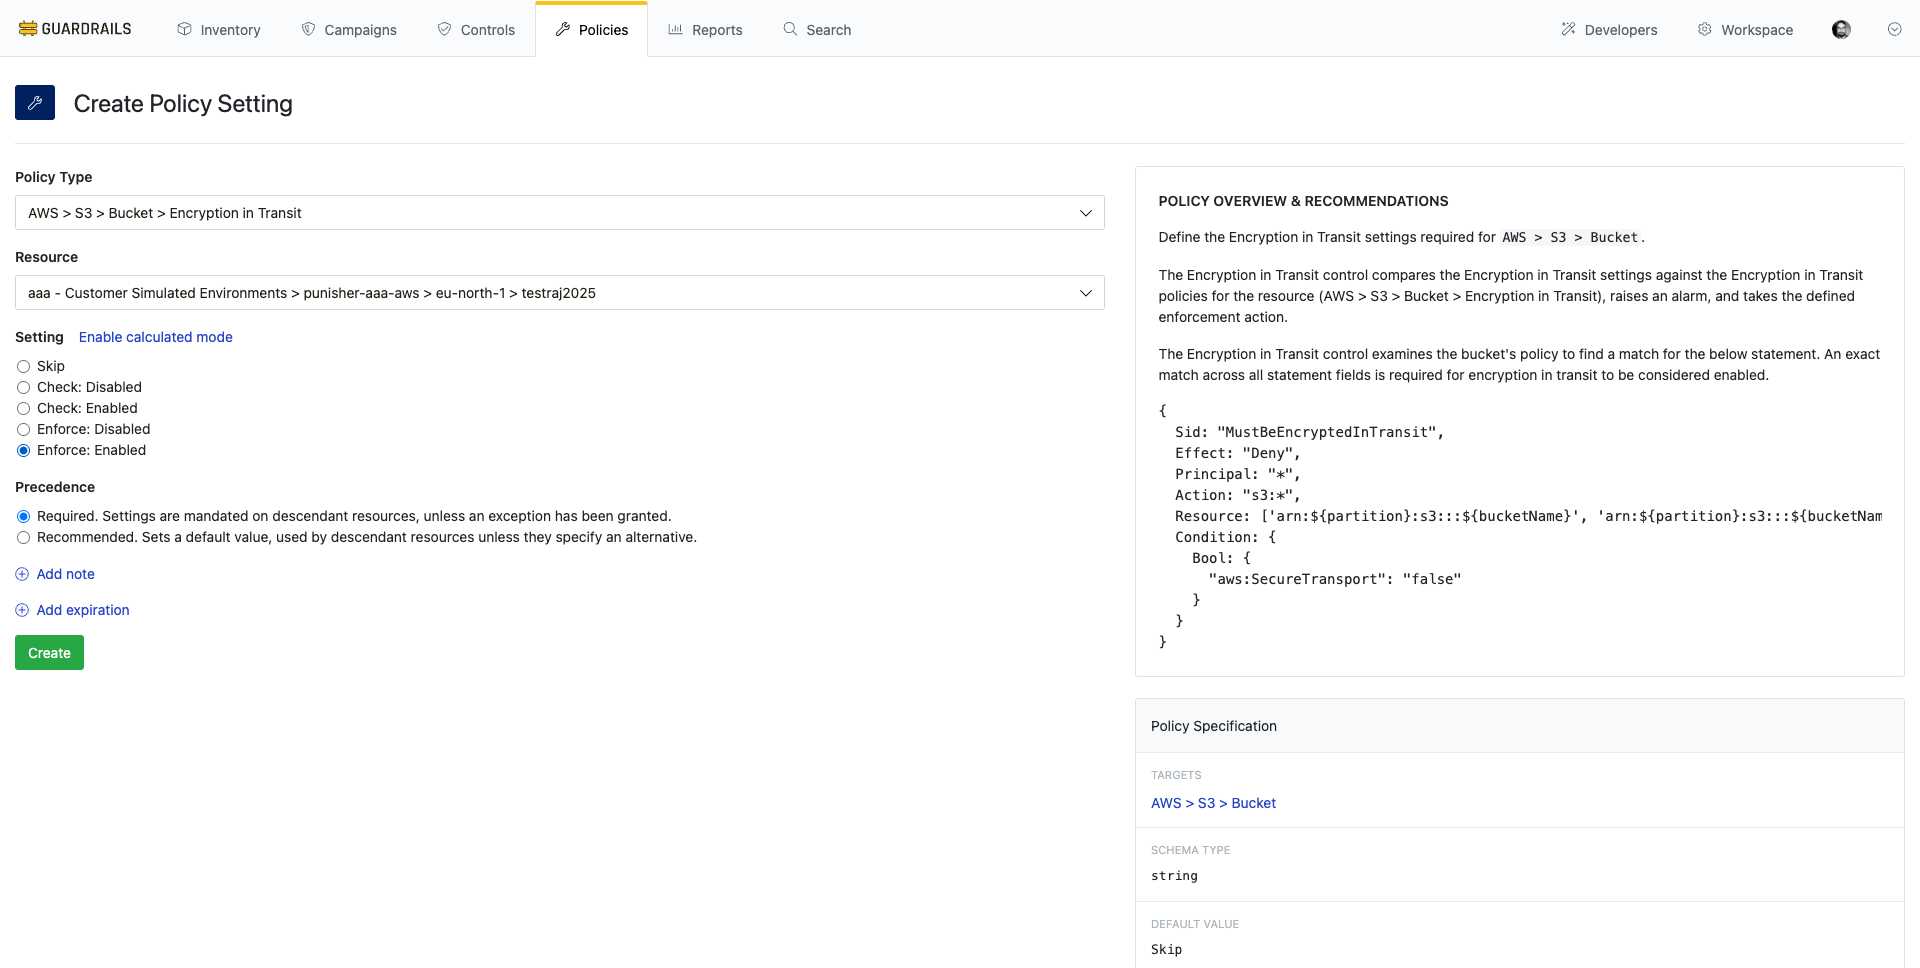 GUARDRAILS
Inventory
Campaigns
Controls
Policies
Reports
Search
Developers
Workspace
Create Policy Setting
Policy Type
AWS > S3 > Bucket > Encryption in Transit
Resource
aaa - Customer Simulated Environments > punisher-aaa-aws > eu-north-1 > testraj2025
Setting Enable calculated mode
Skip
Check: Disabled
Check: Enabled
Enforce: Disabled
Enforce: Enabled
Precedence
Required. Settings are mandated on descendant resources, unless an exception has been granted.
Recommended. Sets a default value, used by descendant resources unless they specify an alternative.
Add note
Add expiration
Create
POLICY OVERVIEW & RECOMMENDATIONS
Define the Encryption in Transit settings required for AWS > S3 > Bucket.
The Encryption in Transit control compares the Encryption in Transit settings against the Encryption in Transit
policies for the resource (AWS > S3 > Bucket > Encryption in Transit), raises an alarm, and takes the defined
enforcement action.
The Encryption in Transit control examines the bucket's policy to find a match for the below statement. An exact
match across all statement fields is required for encryption in transit to be considered enabled.
{
Sid: "MustBeEncryptedInTransit",
Effect: "Deny",
Principal: "*",
Action: "s3:*",
Resource: ['arn:${partition}:s3:::${bucketName}', 'arn:${partition}:s3:::${bucketNam
Condition: {
Bool: {
"aws:SecureTransport": "false"
}
}
}
Policy Specification
TARGETS
AWS > S3 > Bucket
SCHEMA TYPE
string
DEFAULT VALUE
Skip